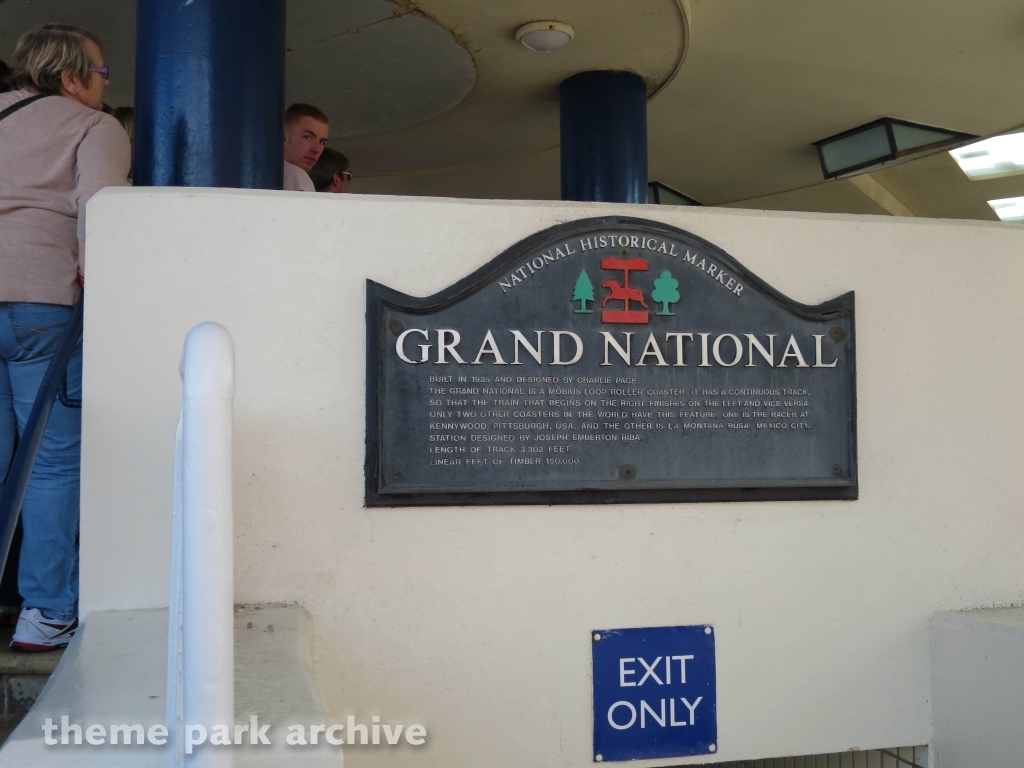 NATIONAL HISTORICAL MARKER
GRAND NATIONAL
BUILT IN 1935 AND DESIGNED BY CHARLIE PAGE
THE GRAND NATIONAL IS A MÖBIUS LOOP ROLLER COASTER. IT HAS A CONTINUOUS TRACK,
SO THAT THE TRAIN THAT BEGINS ON THE RIGHT FINISHES ON THE LEFT AND VICE VERSA.
ONLY TWO OTHER COASTERS IN THE WORLD HAVE THIS FEATURE, ONE IS THE RACER AT
KENNYWOOD, PITTSBURGH, USA, AND THE OTHER IS LA MONTANA RUSA, MEXICO CITY.
STATION DESIGNED BY JOSEPH EMBERTON RIBA
LENGTH OF TRACK 3,302 FEET
LINEAR FEET OF TIMBER 150,000
EXIT
ONLY
theme park archive